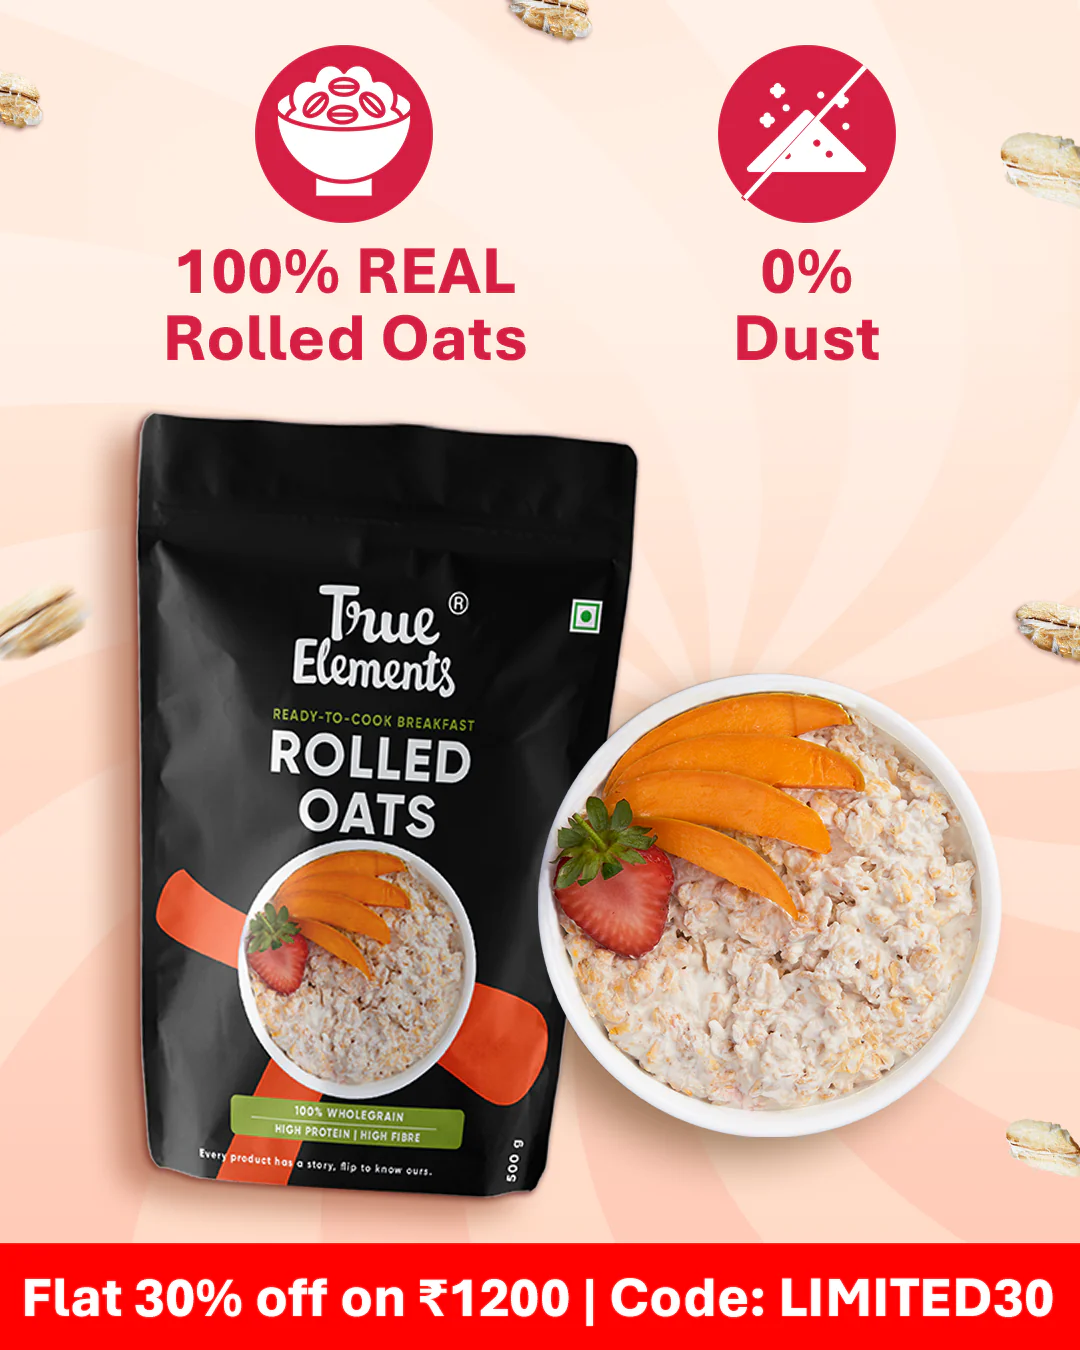 100% REAL
Rolled Oats
0%
Dust
True ®
Elements
READY-TO-COOK BREAKFAST
ROLLED
OATS
100% WHOLEGRAIN
HIGH PROTEIN | HIGH FIBRE
Every product has a story, flip to know ours.
500 g
Flat 30% off on ₹1200 | Code: LIMITED30